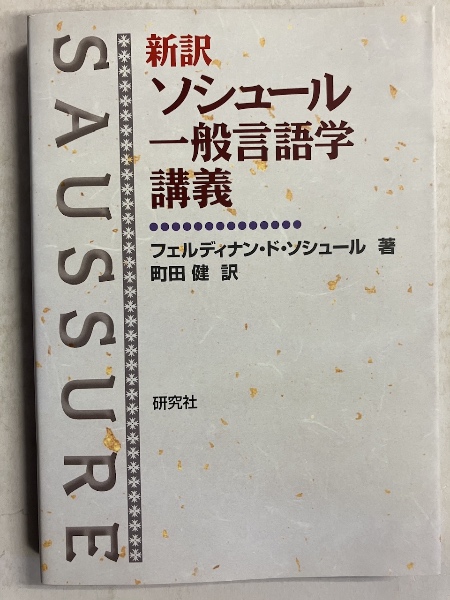 SAUSSURE
新訳
ソシュール
一般言語学
講義
フェルディナン・ド・ソシュール 著
町田 健 訳
研究社